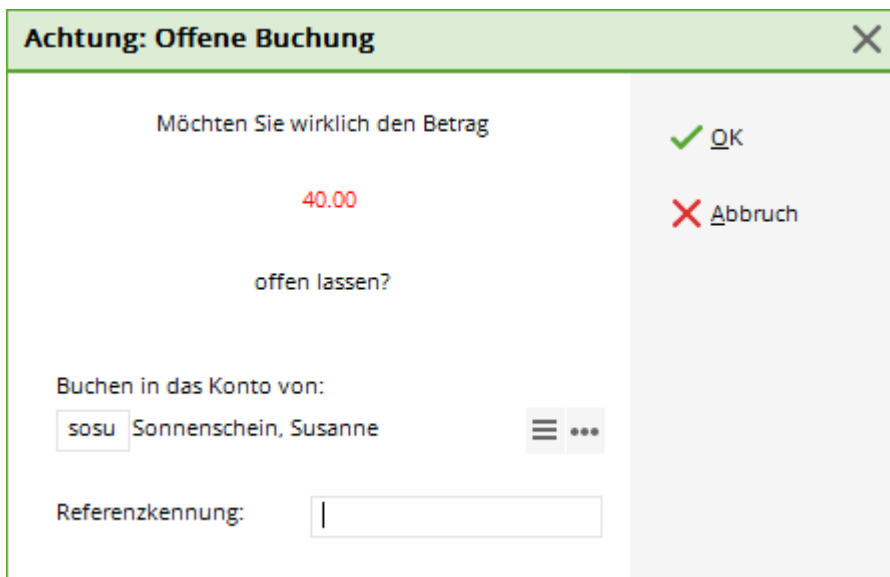 Achtung: Offene Buchung
Möchten Sie wirklich den Betrag
40.00
offen lassen?
OK
Abbruch
Buchen in das Konto von:
sosu Sonnenschein, Susanne
Referenzkennung: